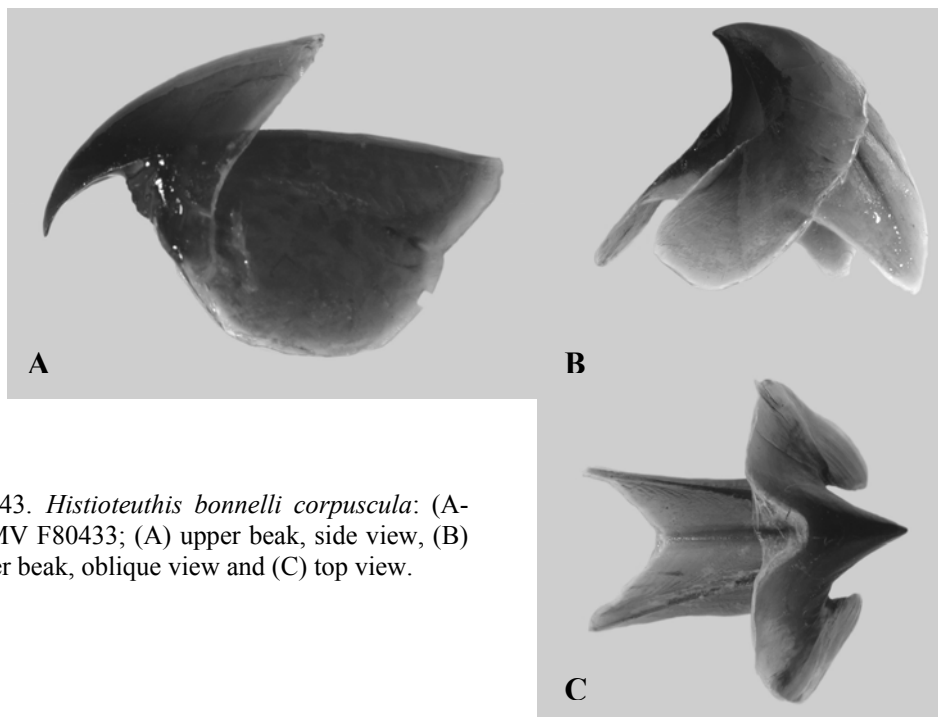 A
B
43. Histioteuthis bonnelli corpuscula: (A-
MV F80433; (A) upper beak, side view, (B)
er beak, oblique view and (C) top view.
C